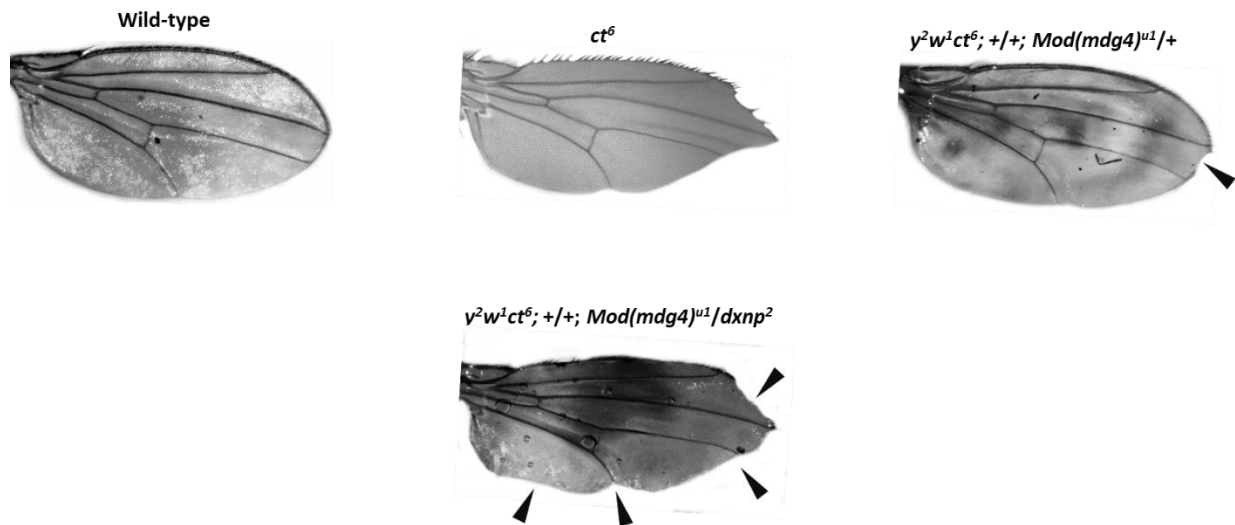 Wild-type
ct⁶
y²w¹ct⁶; +/+; Mod(mdg4)ᵘ¹/+
y²w¹ct⁶; +/+; Mod(mdg4)ᵘ¹/dxnp²